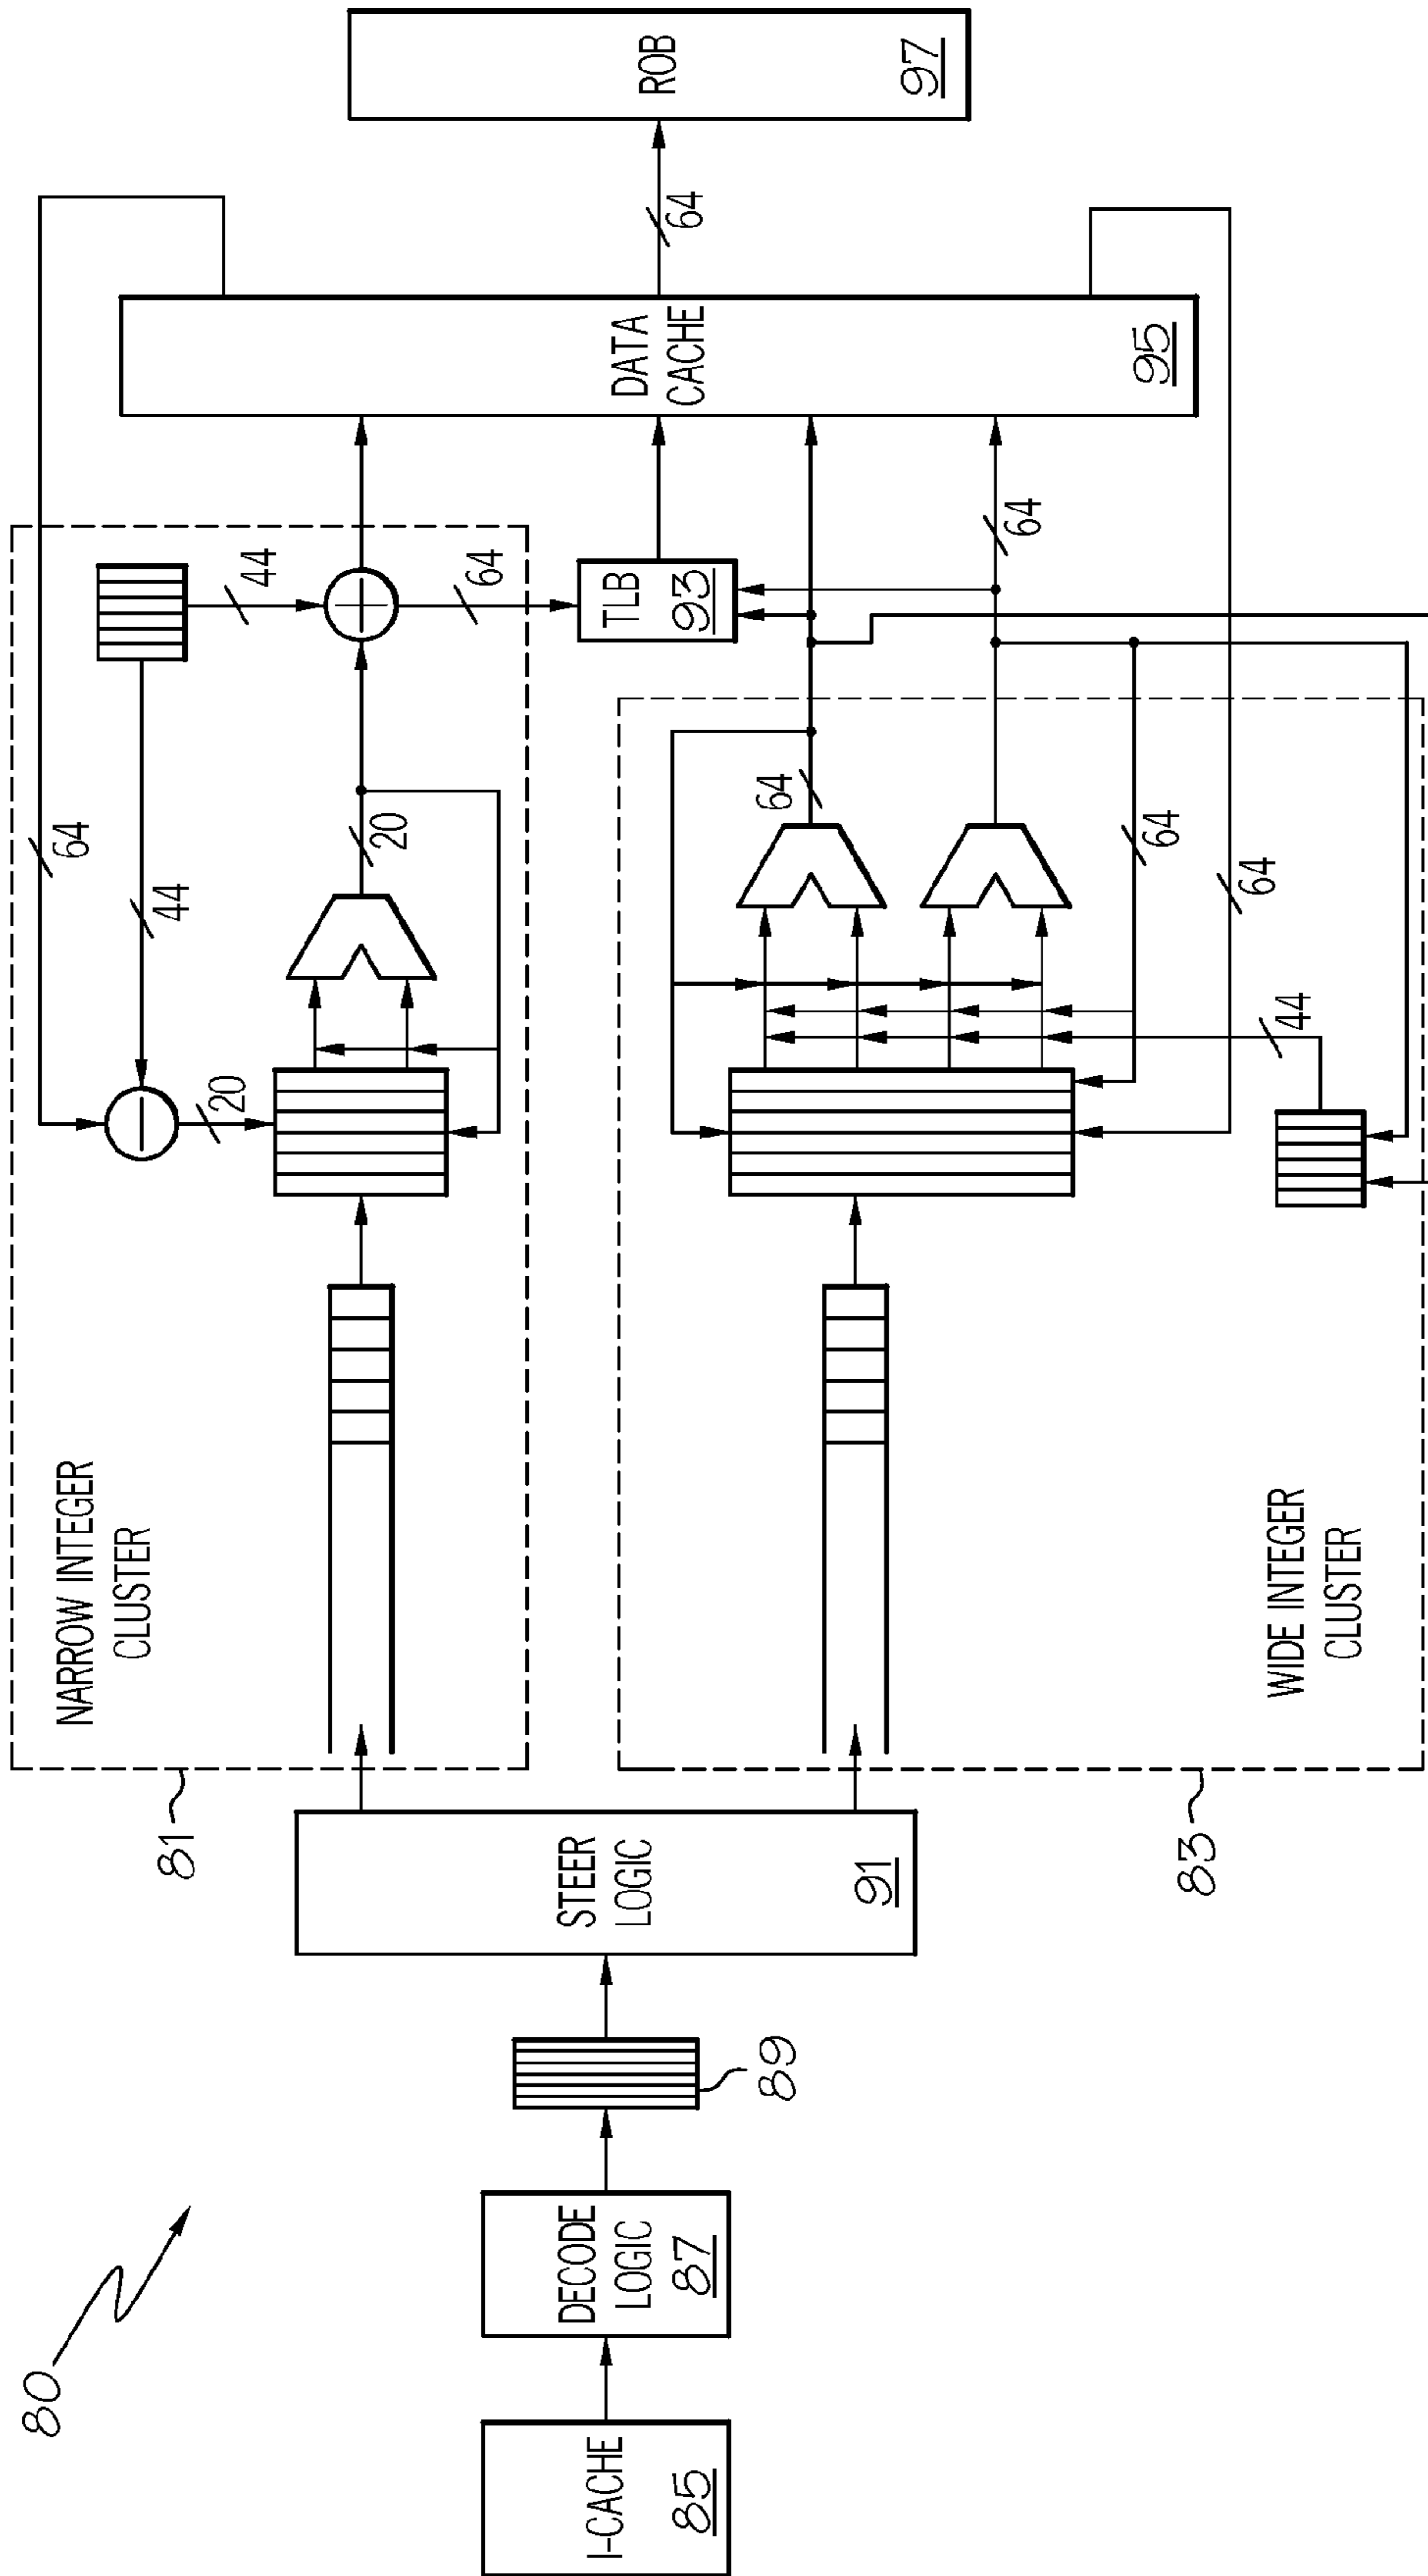 80
I-CACHE
85
DECODE
LOGIC
87
89
STEER
LOGIC
91
81
NARROW INTEGER
CLUSTER
64
44
20
20
44
64
83
WIDE INTEGER
CLUSTER
64
64
64
44
64
TLB
93
DATA
CACHE
95
64
ROB
97